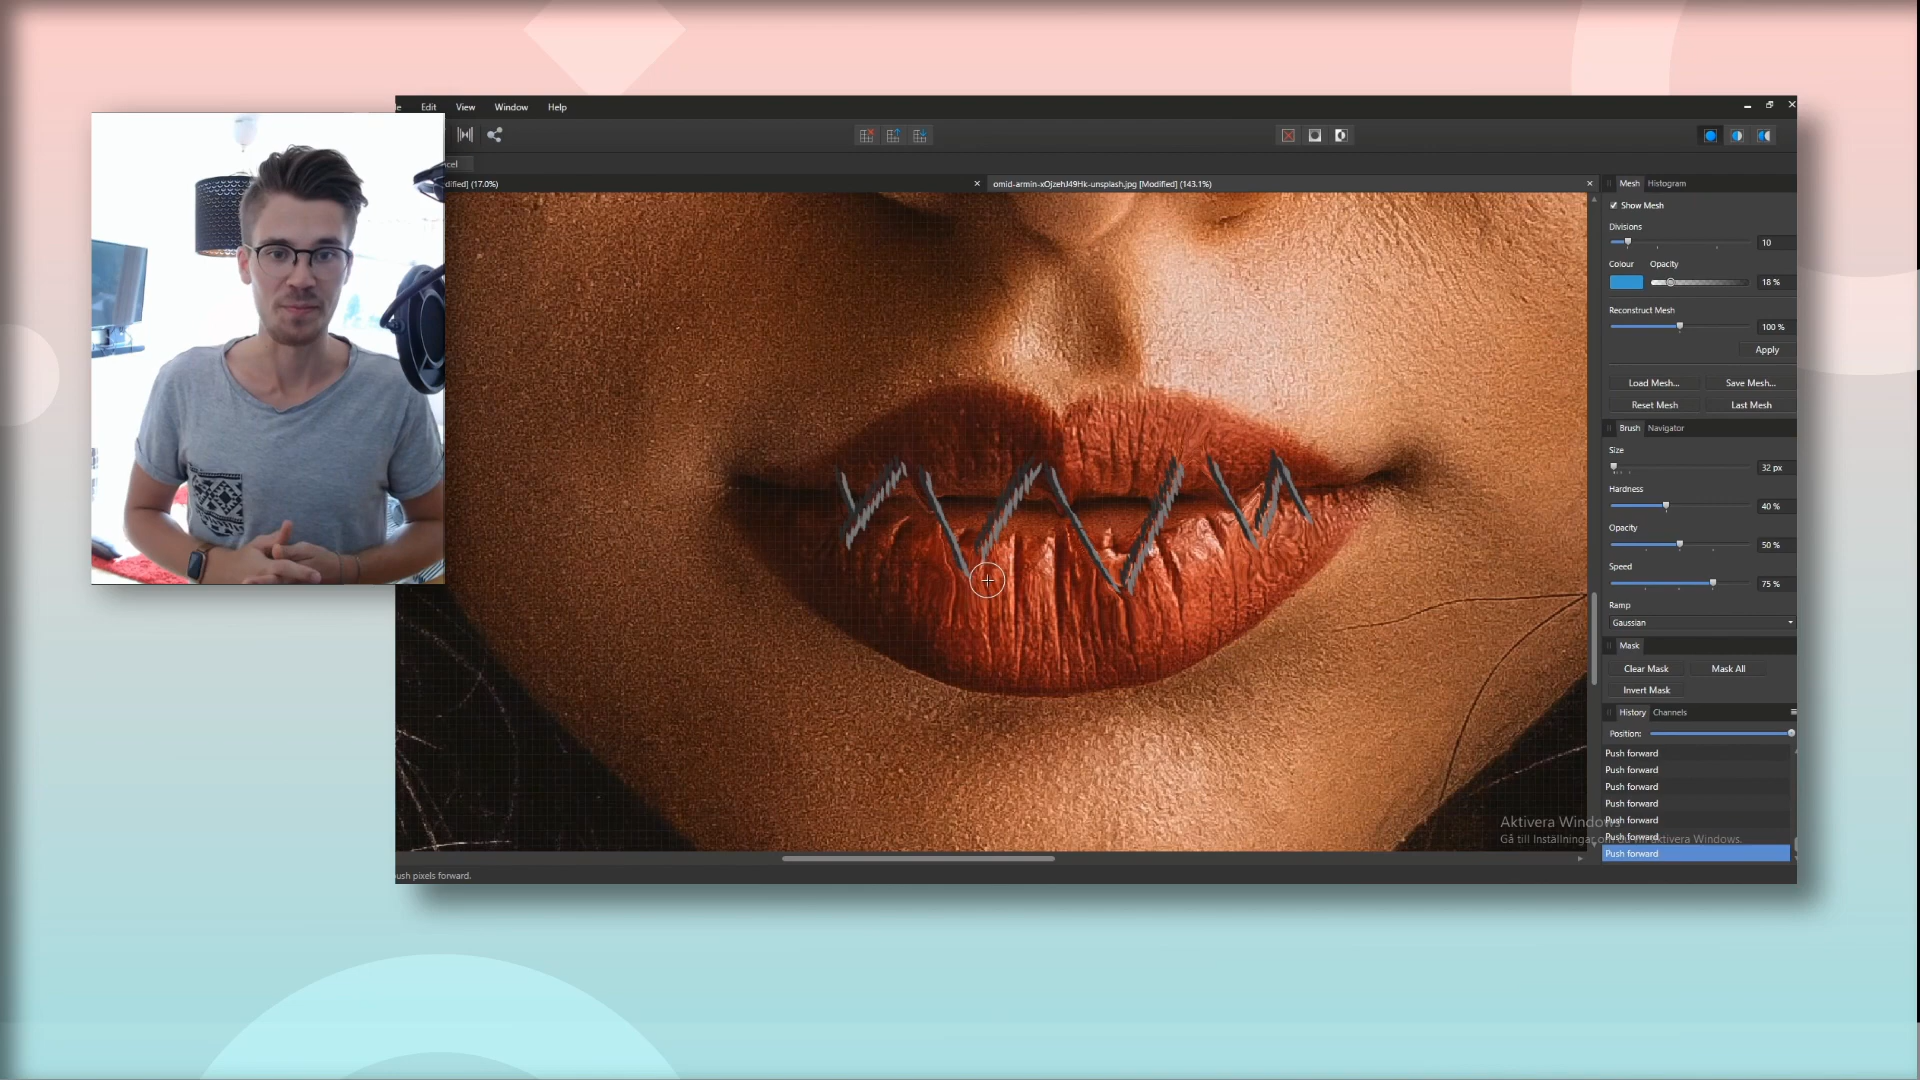 Edit View Window Help
dified] (17.0%)
omid-armin-xOjzehJ49Hk-unsplash.jpg [Modified] (143.1%)
Mesh Histogram
Show Mesh
Divisions
10
Colour Opacity
18 %
Reconstruct Mesh
100 %
Apply
Load Mesh... Save Mesh...
Reset Mesh Last Mesh
Brush Navigator
Size
32 px
Hardness
40 %
Opacity
50 %
Speed
75 %
Ramp
Gaussian
Mask
Clear Mask Mask All
Invert Mask
History Channels
Position:
Push forward
Push forward
Push forward
Push forward
Push forward
Push forward
Push forward
Aktivera Windows
Gå till Inställningar ktivera Windows.
ush pixels forward.